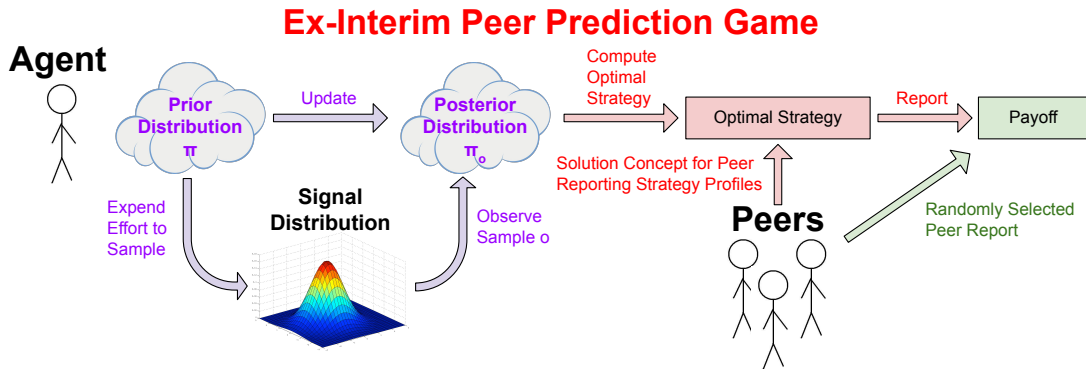 Ex-Interim Peer Prediction Game
Agent
Prior
Distribution
π
Update
Posterior
Distribution
π_o
Compute
Optimal
Strategy
Optimal Strategy
Report
Payoff
Solution Concept for Peer
Reporting Strategy Profiles
Expend
Effort to
Sample
Signal
Distribution
Observe
Sample o
Peers
Randomly Selected
Peer Report